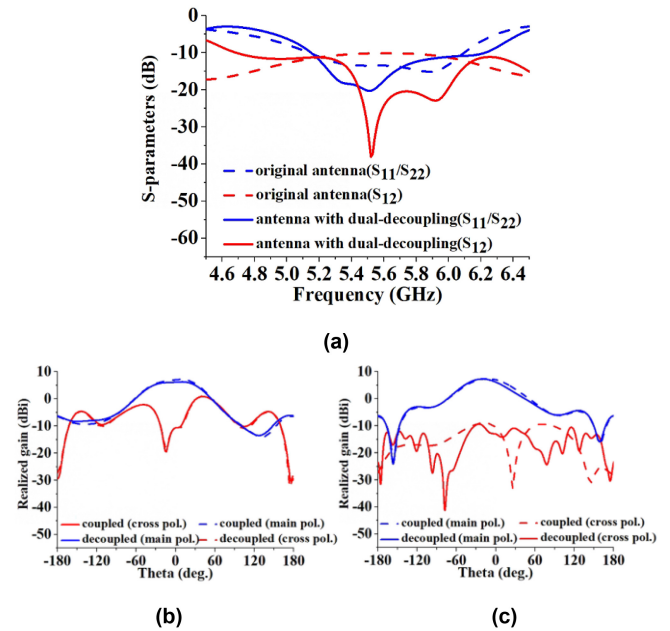 0
-10
-20
-30
-40
-50
-60
S-parameters (dB)
original antenna(S11/S22)
original antenna(S12)
antenna with dual-decoupling(S11/S22)
antenna with dual-decoupling(S12)
4.6 4.8 5.0 5.2 5.4 5.6 5.8 6.0 6.2 6.4
Frequency (GHz)
(a)
10
0
-10
-20
-30
-40
-50
Realized gain (dBi)
coupled (cross pol.) coupled (main pol.)
decoupled (main pol.) decoupled (cross pol.)
-180 -120 -60 0 60 120 180
Theta (deg.)
(b)
10
0
-10
-20
-30
-40
-50
Realized gain (dBi)
coupled (main pol.) coupled (cross pol.)
decoupled (main pol.) decoupled (cross pol.)
-180 -120 -60 0 60 120 180
Theta (deg.)
(c)